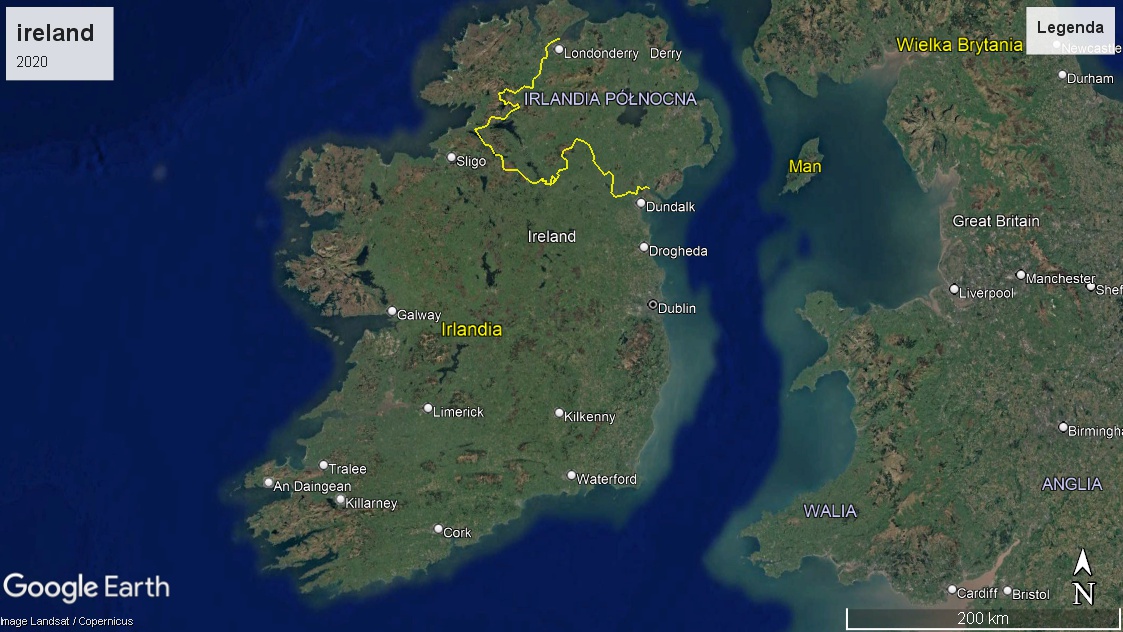 ireland
2020
Legenda
Wielka Brytania
Newcastle
Londonderry Derry
Durham
IRLANDIA PÓŁNOCNA
Sligo
Man
Dundalk
Great Britain
Ireland
Drogheda
Manchester
Shef
Liverpool
Dublin
Galway
Irlandia
Limerick
Kilkenny
Birmingha
Tralee
Waterford
An Daingean
ANGLIA
Killarney
WALIA
Cork
Google Earth
Cardiff
Bristol
N
200 km
Image Landsat / Copernicus